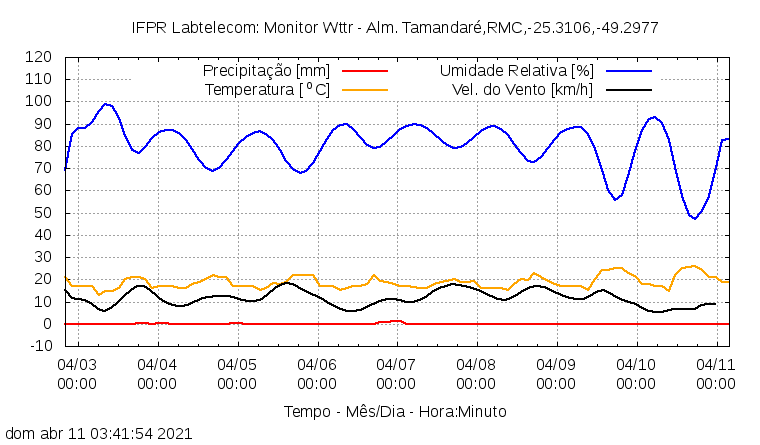 IFPR Labtelecom: Monitor Wttr - Alm. Tamandaré,RMC,-25.3106,-49.2977
120
110
100
90
80
70
60
50
40
30
20
10
0
-10
Precipitação [mm]
Temperatura [⁰C]
Umidade Relativa [%]
Vel. do Vento [km/h]
04/03 04/04 04/05 04/06 04/07 04/08 04/09 04/10 04/11
00:00 00:00 00:00 00:00 00:00 00:00 00:00 00:00 00:00
Tempo - Mês/Dia - Hora:Minuto
dom abr 11 03:41:54 2021